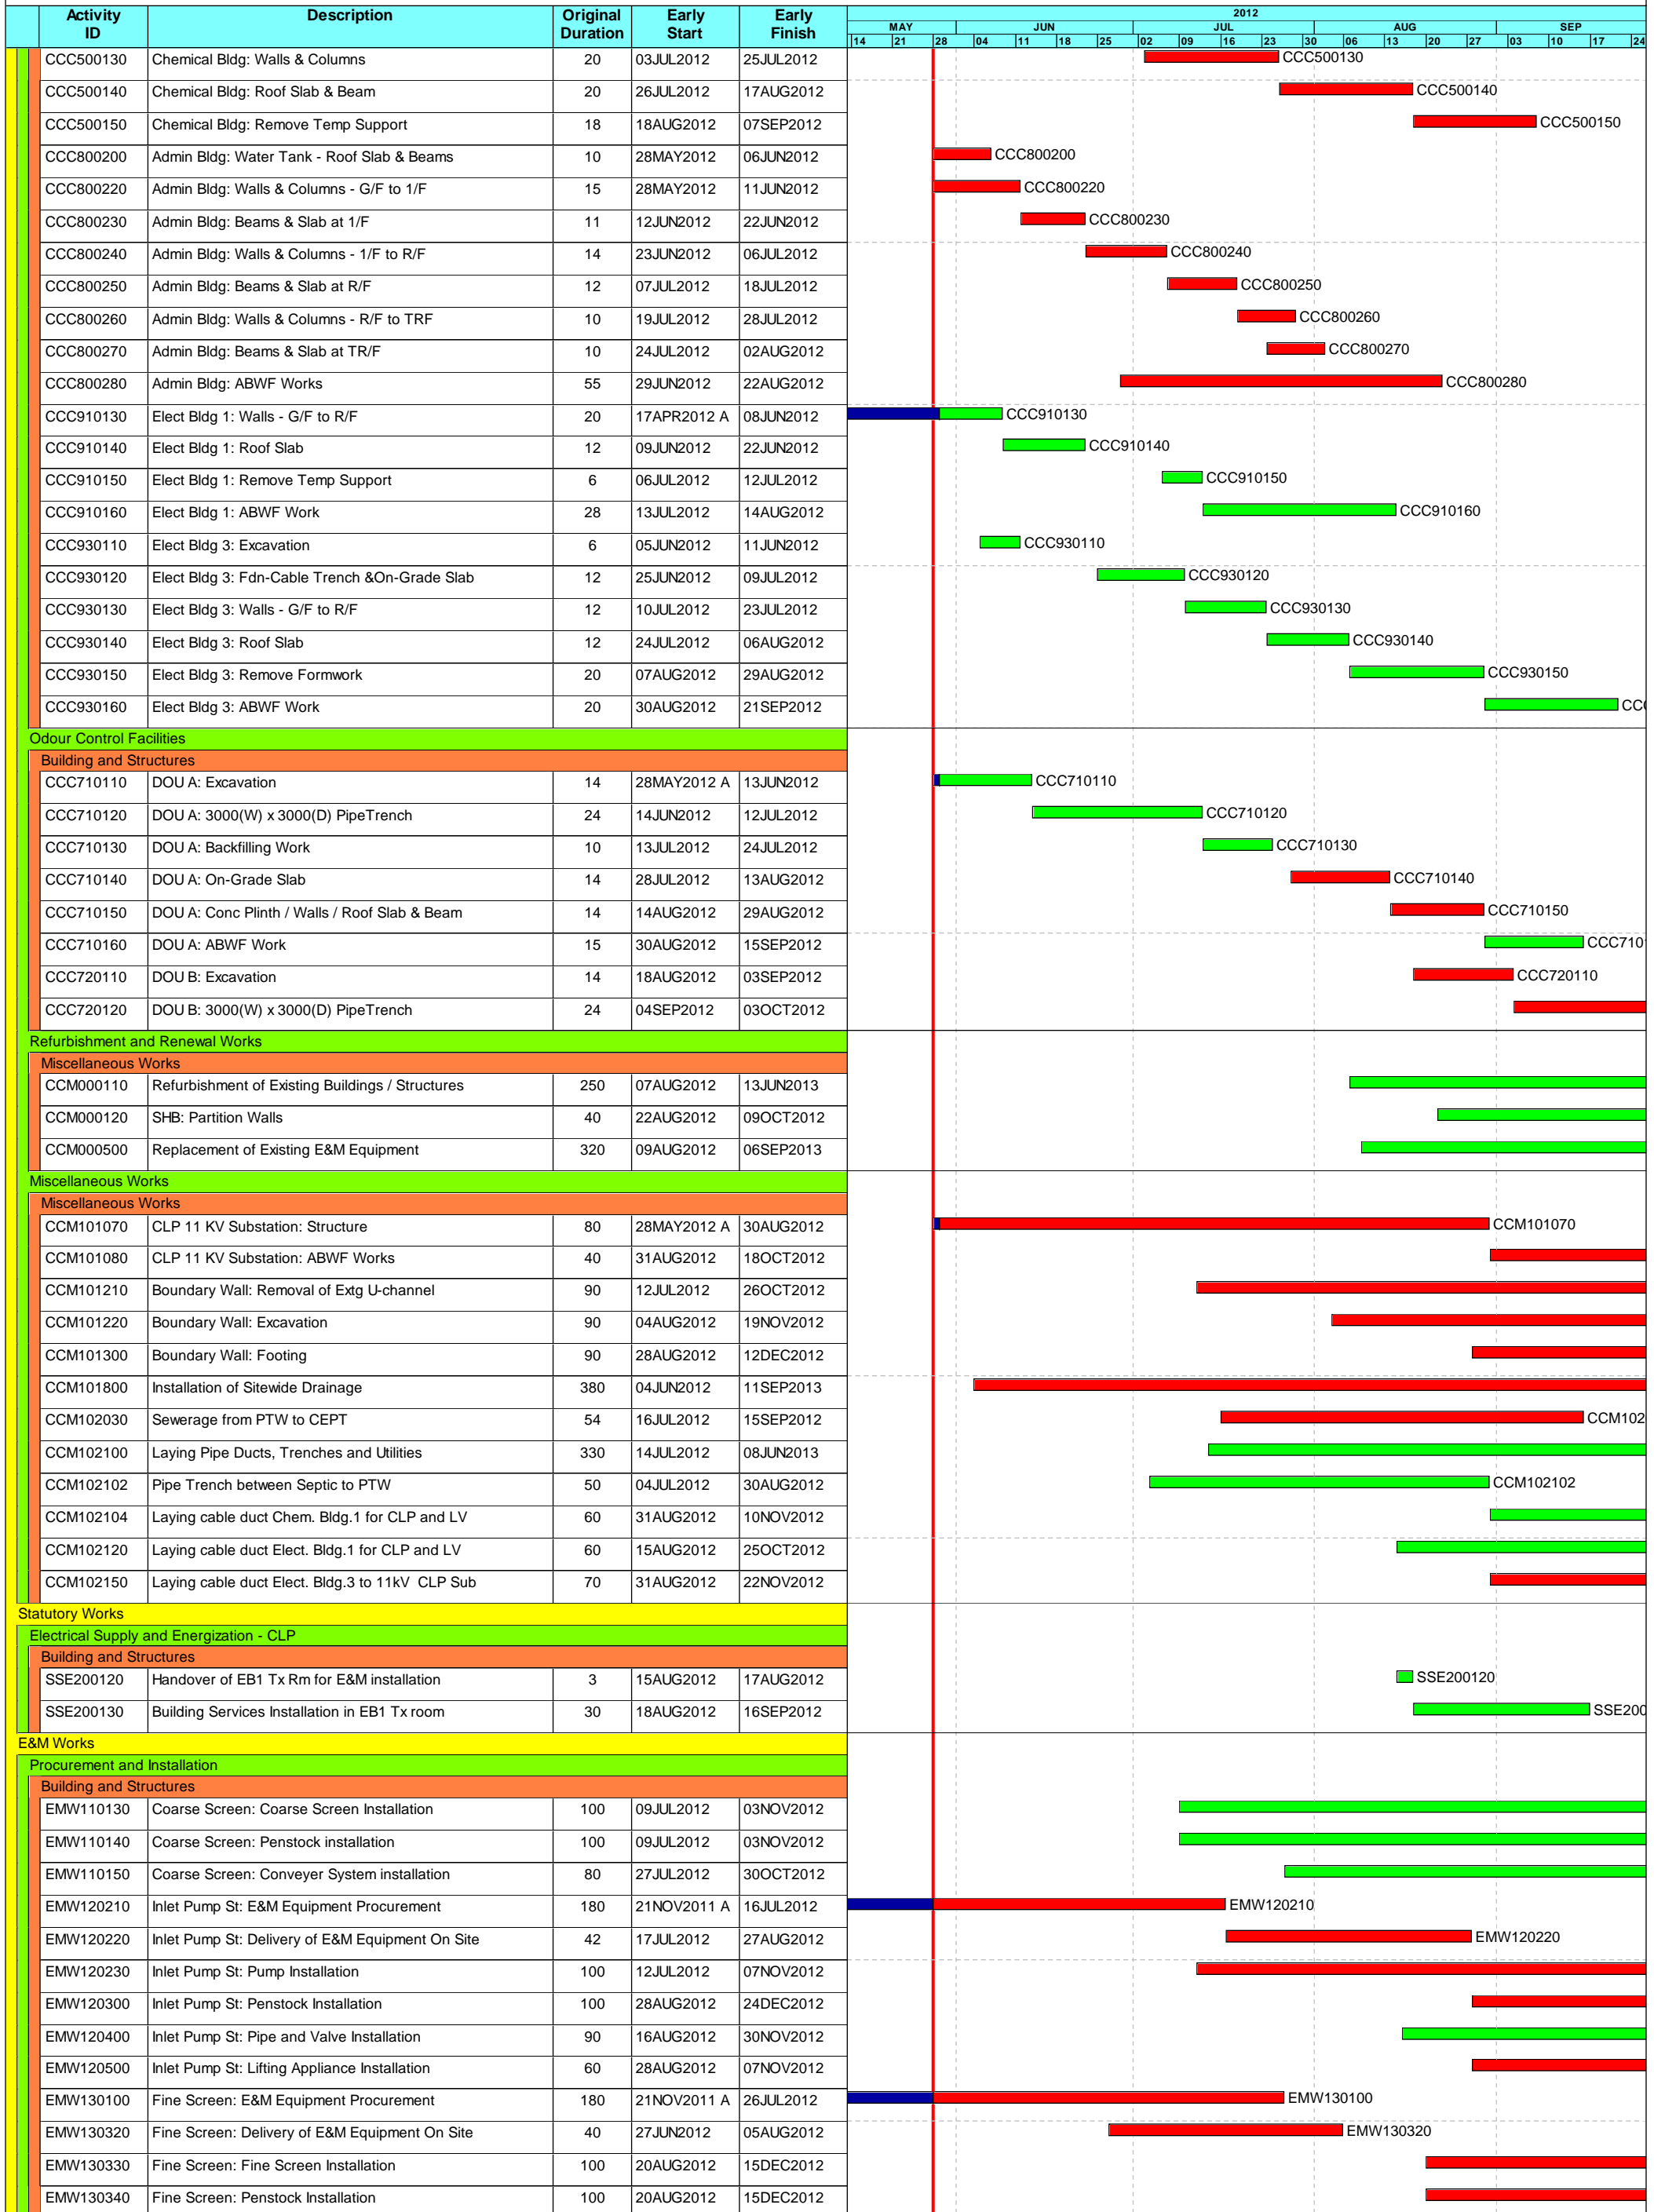 Activity ID Description Original Duration Early Start Early Finish 2012
MAY JUN JUL AUG SEP
14 21 28 04 11 18 25 02 09 16 23 30 06 13 20 27 03 10 17 24
CCC500130 Chemical Bldg: Walls & Columns 20 03JUL2012 25JUL2012 CCC500130
CCC500140 Chemical Bldg: Roof Slab & Beam 20 26JUL2012 17AUG2012 CCC500140
CCC500150 Chemical Bldg: Remove Temp Support 18 18AUG2012 07SEP2012 CCC500150
CCC800200 Admin Bldg: Water Tank - Roof Slab & Beams 10 28MAY2012 06JUN2012 CCC800200
CCC800220 Admin Bldg: Walls & Columns - G/F to 1/F 15 28MAY2012 11JUN2012 CCC800220
CCC800230 Admin Bldg: Beams & Slab at 1/F 11 12JUN2012 22JUN2012 CCC800230
CCC800240 Admin Bldg: Walls & Columns - 1/F to R/F 14 23JUN2012 06JUL2012 CCC800240
CCC800250 Admin Bldg: Beams & Slab at R/F 12 07JUL2012 18JUL2012 CCC800250
CCC800260 Admin Bldg: Walls & Columns - R/F to TRF 10 19JUL2012 28JUL2012 CCC800260
CCC800270 Admin Bldg: Beams & Slab at TR/F 10 24JUL2012 02AUG2012 CCC800270
CCC800280 Admin Bldg: ABWF Works 55 29JUN2012 22AUG2012 CCC800280
CCC910130 Elect Bldg 1: Walls - G/F to R/F 20 17APR2012 A 08JUN2012 CCC910130
CCC910140 Elect Bldg 1: Roof Slab 12 09JUN2012 22JUN2012 CCC910140
CCC910150 Elect Bldg 1: Remove Temp Support 6 06JUL2012 12JUL2012 CCC910150
CCC910160 Elect Bldg 1: ABWF Work 28 13JUL2012 14AUG2012 CCC910160
CCC930110 Elect Bldg 3: Excavation 6 05JUN2012 11JUN2012 CCC930110
CCC930120 Elect Bldg 3: Fdn-Cable Trench &On-Grade Slab 12 25JUN2012 09JUL2012 CCC930120
CCC930130 Elect Bldg 3: Walls - G/F to R/F 12 10JUL2012 23JUL2012 CCC930130
CCC930140 Elect Bldg 3: Roof Slab 12 24JUL2012 06AUG2012 CCC930140
CCC930150 Elect Bldg 3: Remove Formwork 20 07AUG2012 29AUG2012 CCC930150
CCC930160 Elect Bldg 3: ABWF Work 20 30AUG2012 21SEP2012 CC
Odour Control Facilities
Building and Structures
CCC710110 DOU A: Excavation 14 28MAY2012 A 13JUN2012 CCC710110
CCC710120 DOU A: 3000(W) x 3000(D) PipeTrench 24 14JUN2012 12JUL2012 CCC710120
CCC710130 DOU A: Backfilling Work 10 13JUL2012 24JUL2012 CCC710130
CCC710140 DOU A: On-Grade Slab 14 28JUL2012 13AUG2012 CCC710140
CCC710150 DOU A: Conc Plinth / Walls / Roof Slab & Beam 14 14AUG2012 29AUG2012 CCC710150
CCC710160 DOU A: ABWF Work 15 30AUG2012 15SEP2012 CCC710
CCC720110 DOU B: Excavation 14 18AUG2012 03SEP2012 CCC720110
CCC720120 DOU B: 3000(W) x 3000(D) PipeTrench 24 04SEP2012 03OCT2012
Refurbishment and Renewal Works
Miscellaneous Works
CCM000110 Refurbishment of Existing Buildings / Structures 250 07AUG2012 13JUN2013
CCM000120 SHB: Partition Walls 40 22AUG2012 09OCT2012
CCM000500 Replacement of Existing E&M Equipment 320 09AUG2012 06SEP2013
Miscellaneous Works
Miscellaneous Works
CCM101070 CLP 11 KV Substation: Structure 80 28MAY2012 A 30AUG2012 CCM101070
CCM101080 CLP 11 KV Substation: ABWF Works 40 31AUG2012 18OCT2012
CCM101210 Boundary Wall: Removal of Extg U-channel 90 12JUL2012 26OCT2012
CCM101220 Boundary Wall: Excavation 90 04AUG2012 19NOV2012
CCM101300 Boundary Wall: Footing 90 28AUG2012 12DEC2012
CCM101800 Installation of Sitewide Drainage 380 04JUN2012 11SEP2013
CCM102030 Sewerage from PTW to CEPT 54 16JUL2012 15SEP2012 CCM102
CCM102100 Laying Pipe Ducts, Trenches and Utilities 330 14JUL2012 08JUN2013
CCM102102 Pipe Trench between Septic to PTW 50 04JUL2012 30AUG2012 CCM102102
CCM102104 Laying cable duct Chem. Bldg.1 for CLP and LV 60 31AUG2012 10NOV2012
CCM102120 Laying cable duct Elect. Bldg.1 for CLP and LV 60 15AUG2012 25OCT2012
CCM102150 Laying cable duct Elect. Bldg.3 to 11kV CLP Sub 70 31AUG2012 22NOV2012
Statutory Works
Electrical Supply and Energization - CLP
Building and Structures
SSE200120 Handover of EB1 Tx Rm for E&M installation 3 15AUG2012 17AUG2012 SSE200120
SSE200130 Building Services Installation in EB1 Tx room 30 18AUG2012 16SEP2012 SSE200
E&M Works
Procurement and Installation
Building and Structures
EMW110130 Coarse Screen: Coarse Screen Installation 100 09JUL2012 03NOV2012
EMW110140 Coarse Screen: Penstock installation 100 09JUL2012 03NOV2012
EMW110150 Coarse Screen: Conveyer System installation 80 27JUL2012 30OCT2012
EMW120210 Inlet Pump St: E&M Equipment Procurement 180 21NOV2011 A 16JUL2012 EMW120210
EMW120220 Inlet Pump St: Delivery of E&M Equipment On Site 42 17JUL2012 27AUG2012 EMW120220
EMW120230 Inlet Pump St: Pump Installation 100 12JUL2012 07NOV2012
EMW120300 Inlet Pump St: Penstock Installation 100 28AUG2012 24DEC2012
EMW120400 Inlet Pump St: Pipe and Valve Installation 90 16AUG2012 30NOV2012
EMW120500 Inlet Pump St: Lifting Appliance Installation 60 28AUG2012 07NOV2012
EMW130100 Fine Screen: E&M Equipment Procurement 180 21NOV2011 A 26JUL2012 EMW130100
EMW130320 Fine Screen: Delivery of E&M Equipment On Site 40 27JUN2012 05AUG2012 EMW130320
EMW130330 Fine Screen: Fine Screen Installation 100 20AUG2012 15DEC2012
EMW130340 Fine Screen: Penstock Installation 100 20AUG2012 15DEC2012